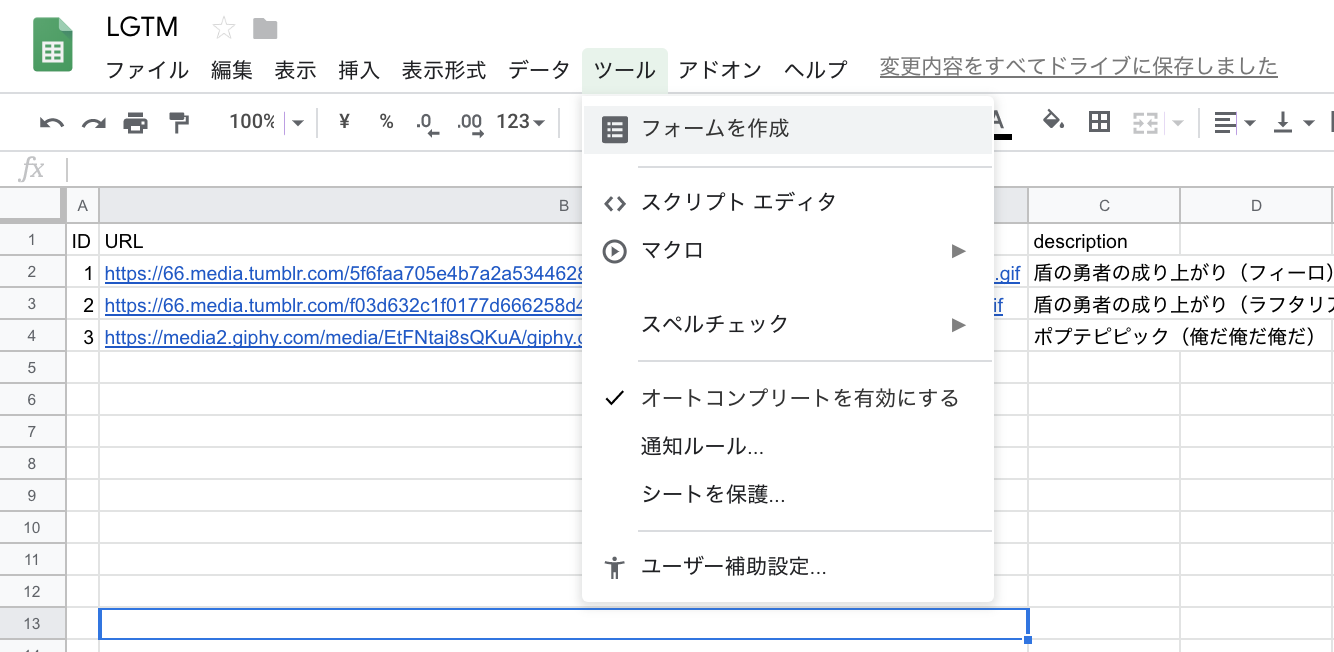 LGTM
ファイル 編集 表示 挿入 表示形式 データ ツール アドオン ヘルプ 変更内容をすべてドライブに保存しました
100% ¥ % .0 .00 123 A
fx
フォームを作成
スクリプト エディタ
マクロ
スペルチェック
オートコンプリートを有効にする
通知ルール...
シートを保護...
ユーザー補助設定...
A B C D
1 ID URL description
2 1 https://66.media.tumblr.com/5f6faa705e4b7a2a5344628 .gif 盾の勇者の成り上がり（フィーロ）
3 2 https://66.media.tumblr.com/f03d632c1f0177d666258d4 if 盾の勇者の成り上がり（ラフタリア
4 3 https://media2.giphy.com/media/EtFNtaj8sQKuA/giphy.g ポプテピピック（俺だ俺だ俺だ）
5
6
7
8
9
10
11
12
13